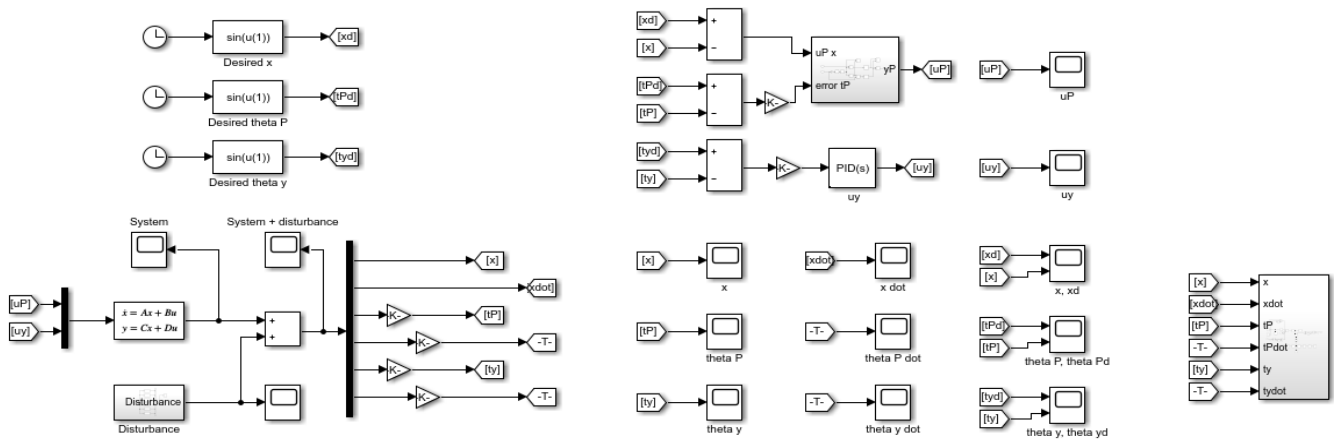 sin(u(1))
[xd]
Desired x
sin(u(1))
[tPd]
Desired theta P
sin(u(1))
[tyd]
Desired theta y
[xd]
[x]
+
−
[tPd]
[tP]
+
−
K-
uP x
error tP
yP
[uP]
[tyd]
[ty]
+
−
K-
PID(s)
uy
[uy]
[uP]
uP
[uy]
uy
System
System + disturbance
[uP]
[uy]
ẋ = Ax + Bu
y = Cx + Du
+
+
Disturbance
Disturbance
K-
K-
K-
K-
[x]
[xdot]
[tP]
-T-
[ty]
-T-
[x]
x
[xdot]
x dot
[xd]
[x]
x, xd
[tP]
theta P
-T-
theta P dot
[tPd]
[tP]
theta P, theta Pd
[ty]
theta y
-T-
theta y dot
[tyd]
[ty]
theta y, theta yd
[x]
x
[xdot]
xdot
[tP]
tP
-T-
tPdot
[ty]
ty
-T-
tydot